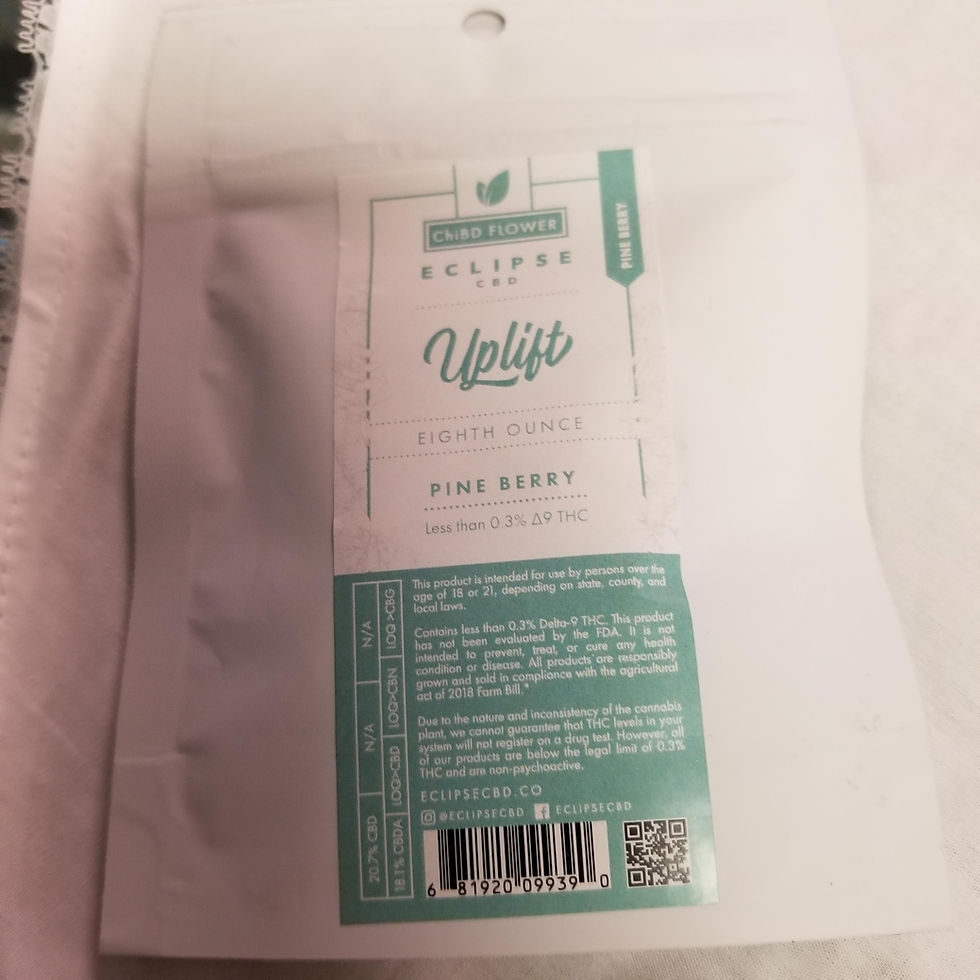 ChiBD FLOWER
ECLIPSE
CBD
PINE BERRY
Uplift
EIGHTH OUNCE
PINE BERRY
Less than 0.3% Δ9 THC
This product is intended for use by persons over the
age of 18 or 21, depending on state, county, and
local laws.
Contains less than 0.3% Delta-9 THC. This product
has not been evaluated by the FDA. It is not
intended to prevent, treat, or cure any health
condition or disease. All products are responsibly
grown and sold in compliance with the agricultural
act of 2018 Farm Bill.*
Due to the nature and inconsistency of the cannabis
plant, we cannot guarantee that THC levels in your
system will not register on a drug test. However, all
of our products are below the legal limit of 0.3%
THC and are non-psychoactive.
ECLIPSECBD.CO
@ECLIPSECBD ECLIPSECBD
20.7% CBD N/A N/A
18.1% CBDA LOQ>CBD LOQ>CBN LOQ >CBG
6 81920 09939 0